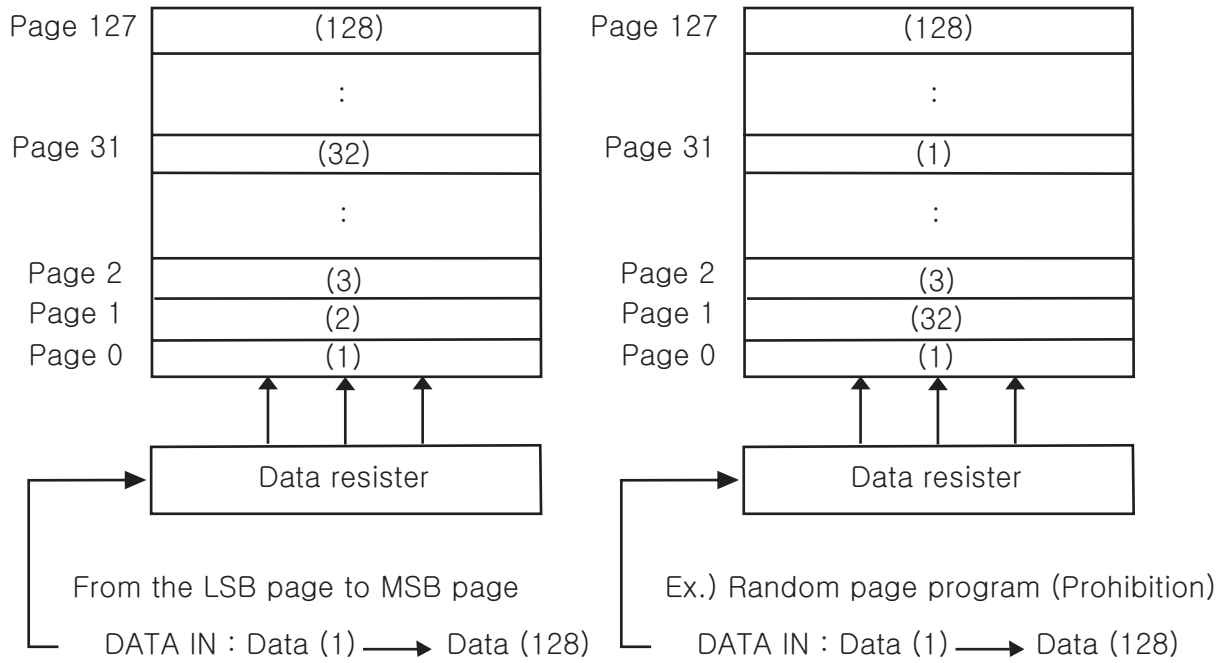 Page 127 (128)
:
Page 31 (32)
:
Page 2 (3)
Page 1 (2)
Page 0 (1)
Data resister
From the LSB page to MSB page
DATA IN : Data (1) Data (128)
Page 127 (128)
:
Page 31 (1)
:
Page 2 (3)
Page 1 (32)
Page 0 (1)
Data resister
Ex.) Random page program (Prohibition)
DATA IN : Data (1) Data (128)